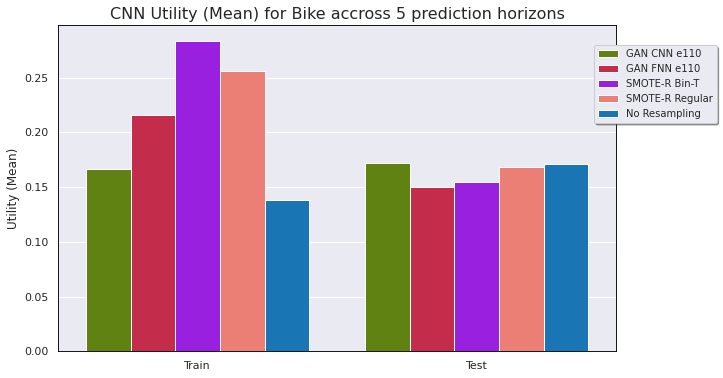 CNN Utility (Mean) for Bike accross 5 prediction horizons
GAN CNN e110
GAN FNN e110
SMOTE-R Bin-T
SMOTE-R Regular
No Resampling
Utility (Mean)
0.25
0.20
0.15
0.10
0.05
0.00
Train
Test